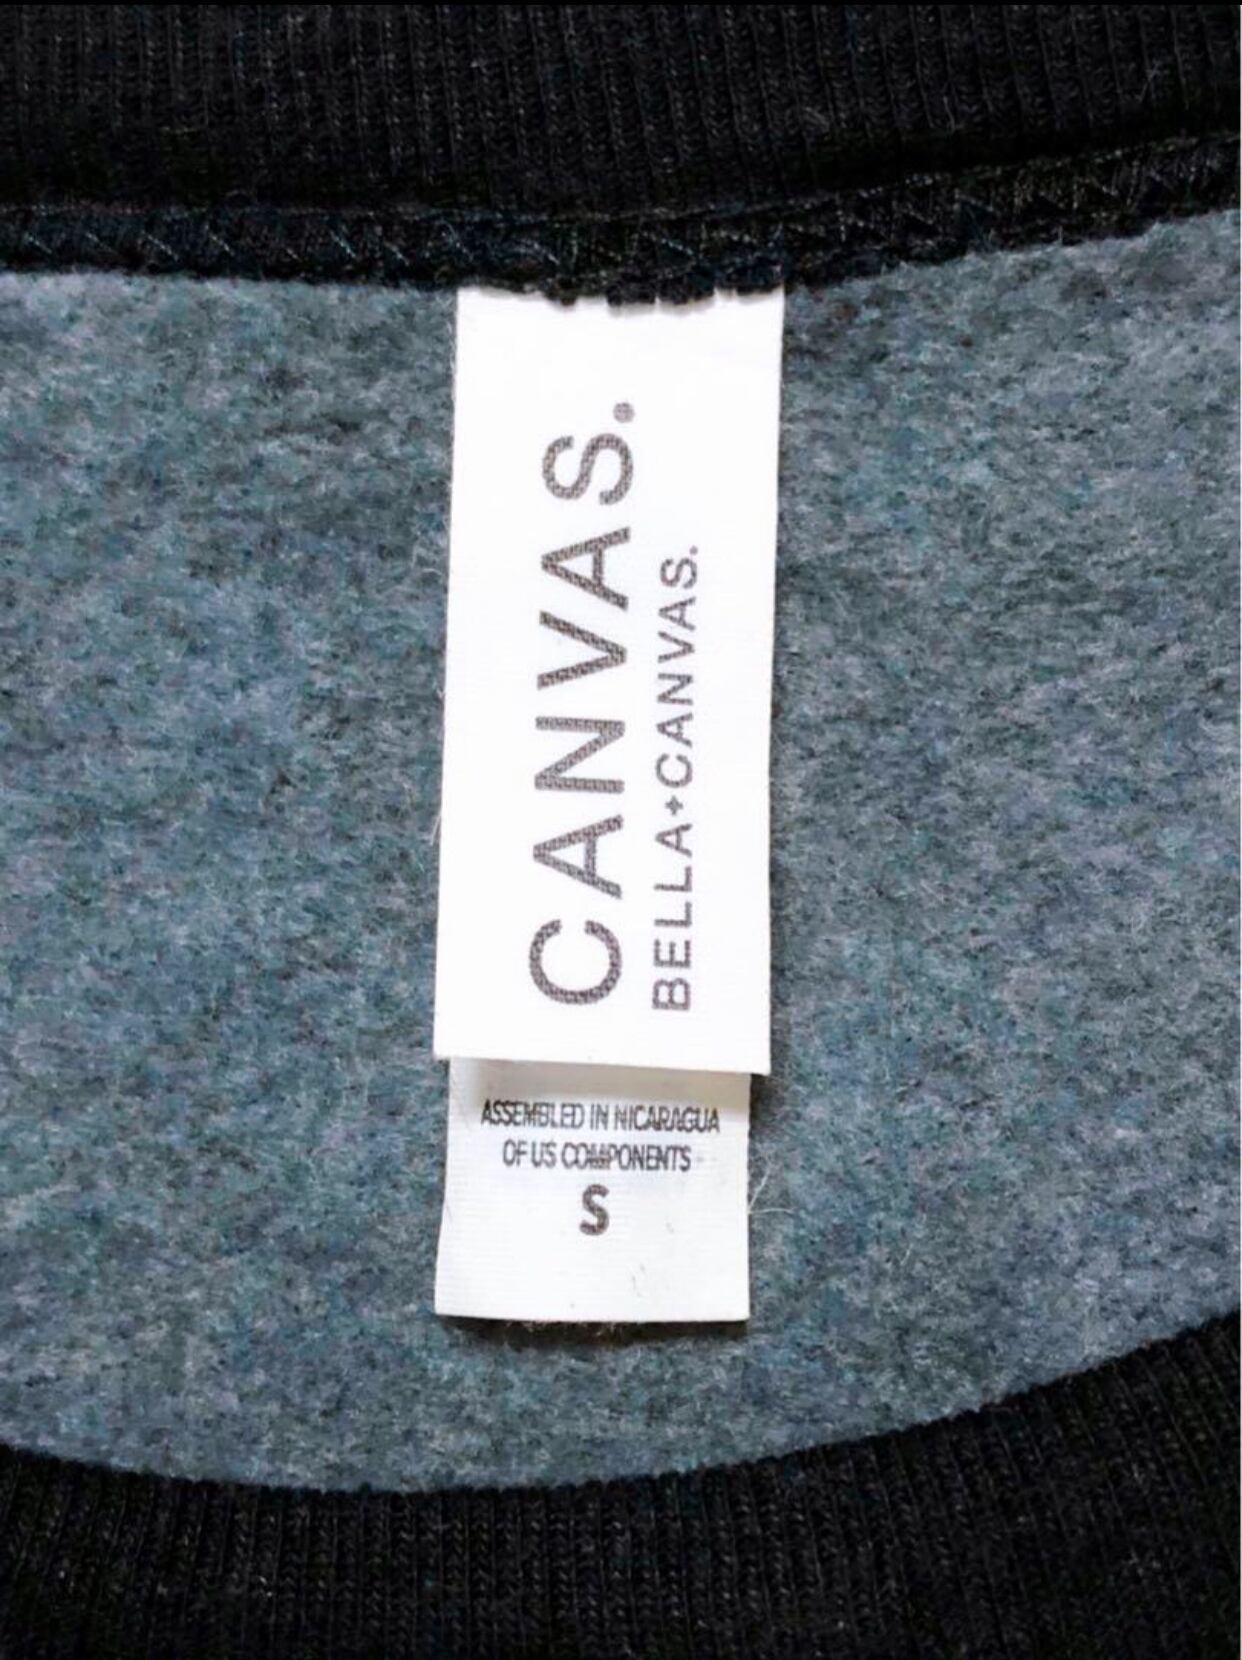 CANVAS.
BELLA+CANVAS.
ASSEMBLED IN NICARAGUA
OF US COMPONENTS
S